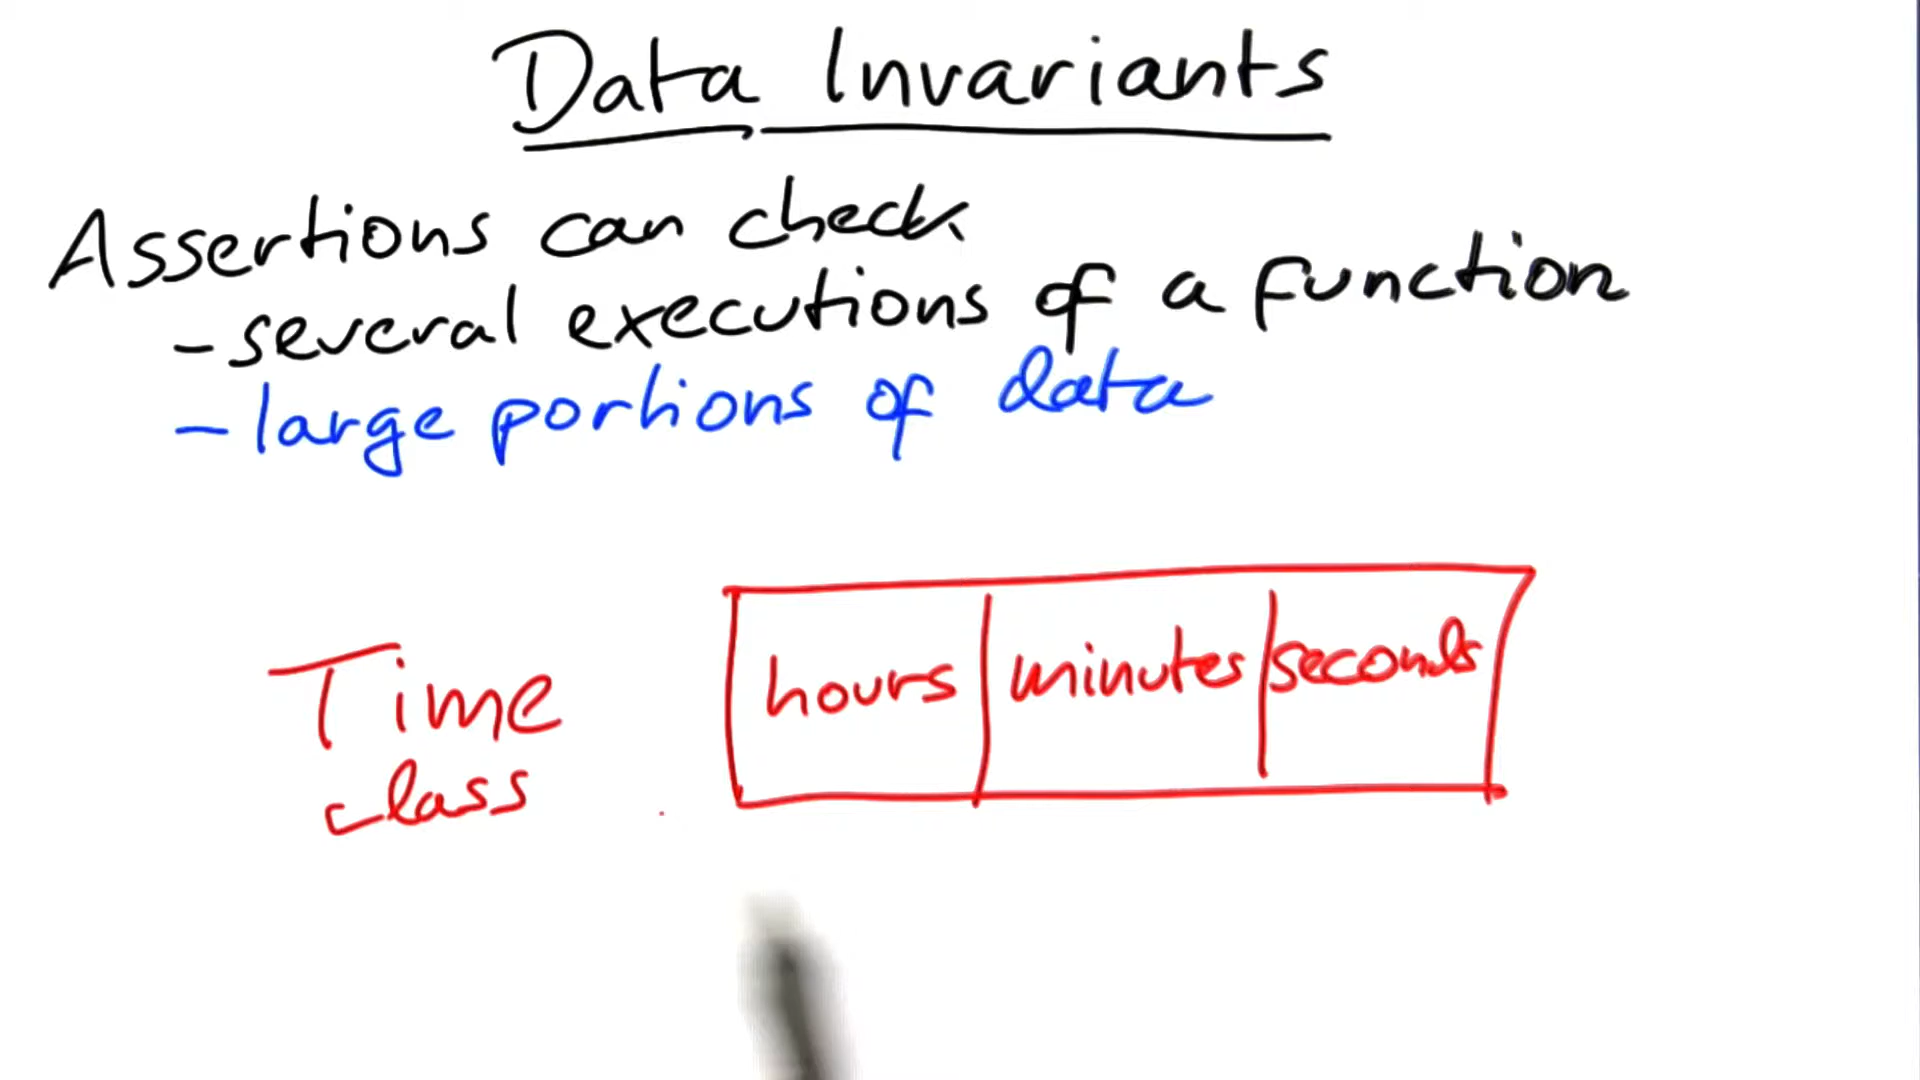 Data Invariants
Assertions can check
- several executions of a function
- large portions of data
Time
class
hours minutes seconds